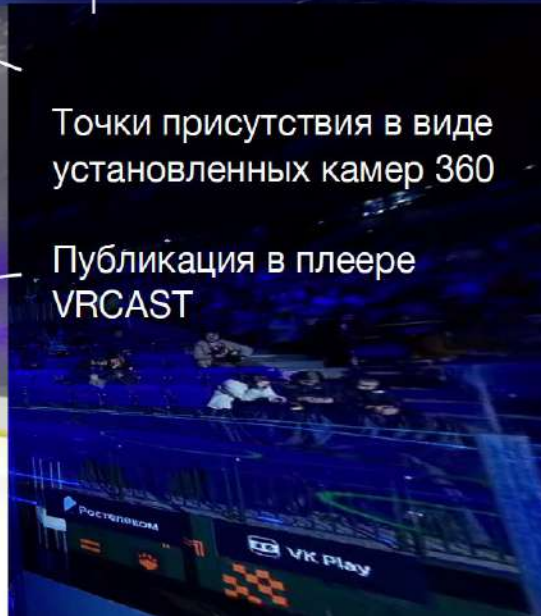 Точки присутствия в виде
установленных камер 360
Публикация в плеере
VRCAST
Ростелеком
VK Play